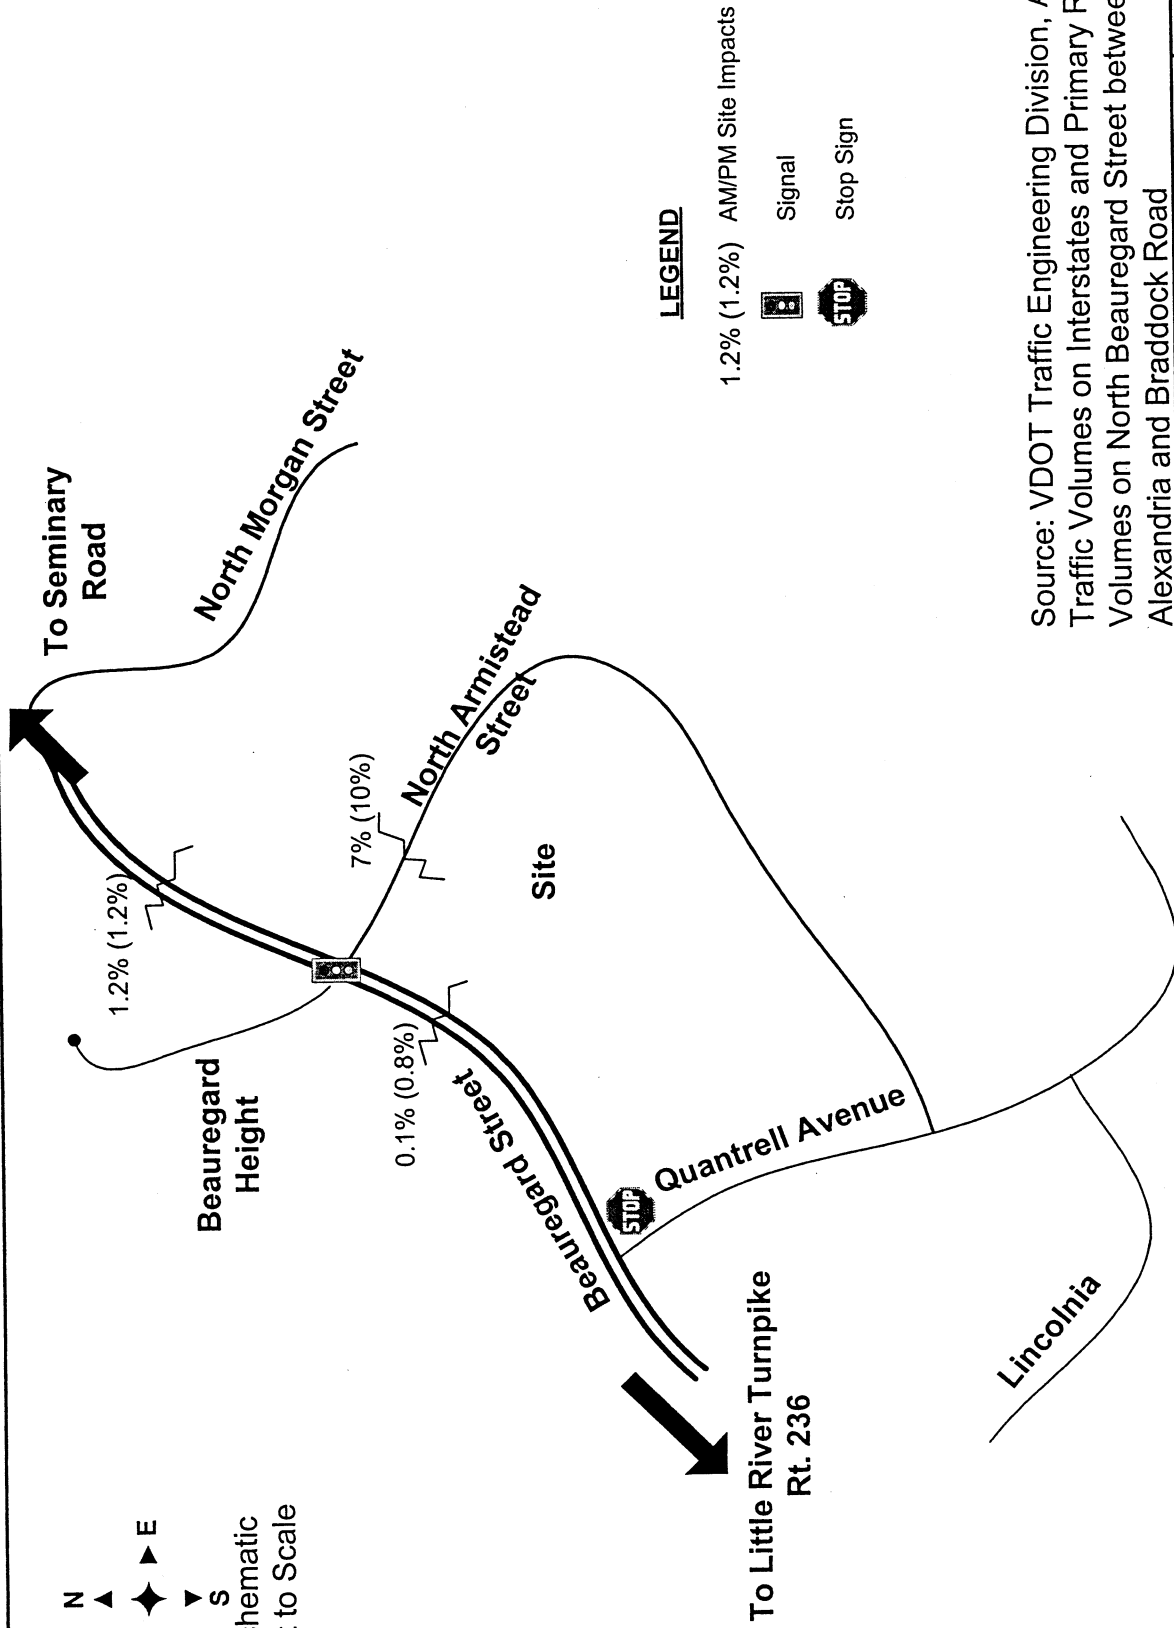 N
E
S
to Scale
To Seminary
Road
North Morgan Street
1.2% (1.2%)
7% (10%)
North Armistead
Street
Beauregard
Height
0.1% (0.8%)
Beauregard Street
Site
STOP
Quantrell Avenue
To Little River Turnpike
Rt. 236
Lincolnia
LEGEND
1.2% (1.2%) AM/PM Site Impacts
Signal
STOP Stop Sign
Source: VDOT Traffic Engineering Division,
Traffic Volumes on Interstates and Primary
Volumes on North Beauregard Street
Alexandria and Braddock Road